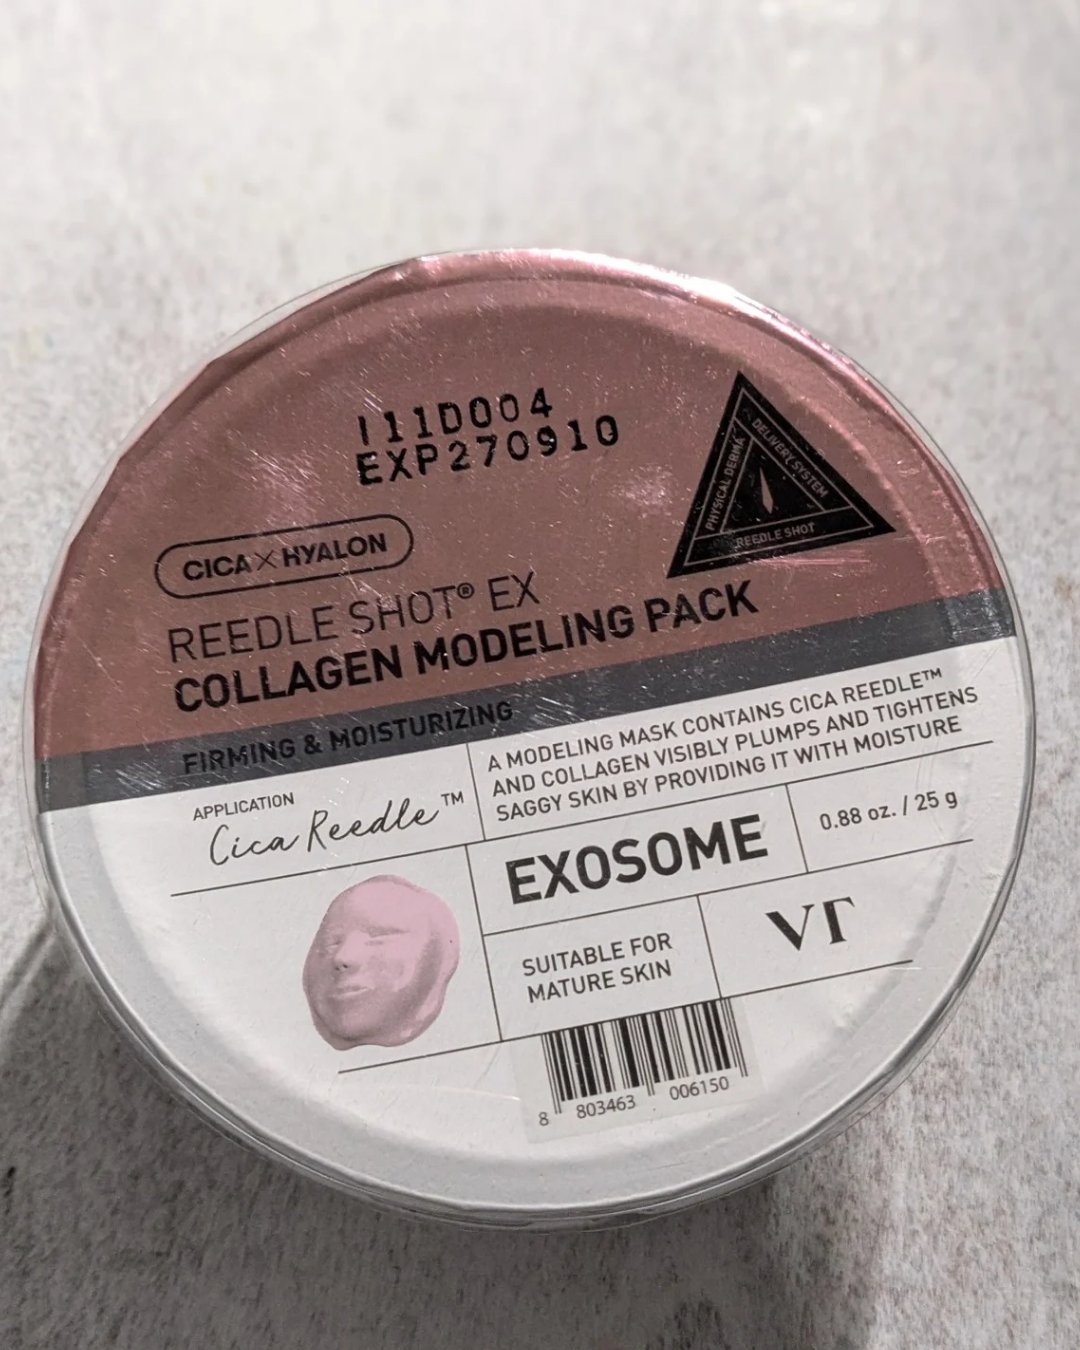 I11D004
EXP270910
PHYSICAL DERMA
DELIVERY SYSTEM
REEDLE SHOT
CICA×HYALON
REEDLE SHOT® EX
COLLAGEN MODELING PACK
FIRMING & MOISTURIZING
APPLICATION
Cica Reedle™
A MODELING MASK CONTAINS CICA REEDLE™
AND COLLAGEN VISIBLY PLUMPS AND TIGHTENS
SAGGY SKIN BY PROVIDING IT WITH MOISTURE
EXOSOME
0.88 oz. / 25 g
SUITABLE FOR
MATURE SKIN
VT
8 803463 006150